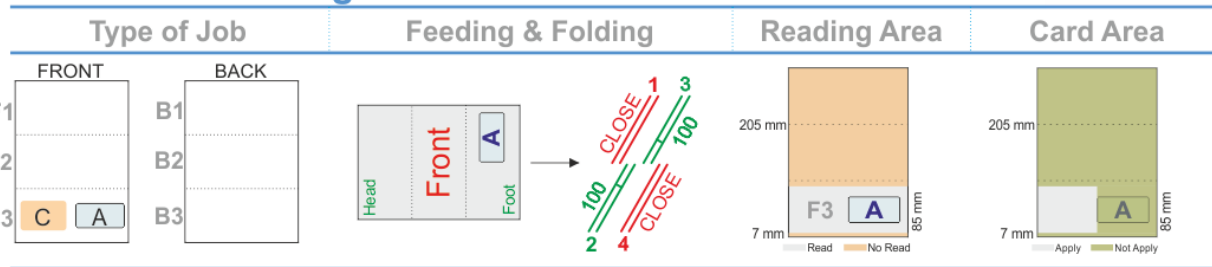 Type of Job
Feeding & Folding
Reading Area
Card Area
FRONT
BACK
1
2
3
C
A
B1
B2
B3
Head
Front
A
Foot
1
3
CLOSE
100
100
CLOSE
2
4
205 mm
F3
A
85 mm
7 mm
Read
No Read
205 mm
A
85 mm
7 mm
Apply
Not Apply